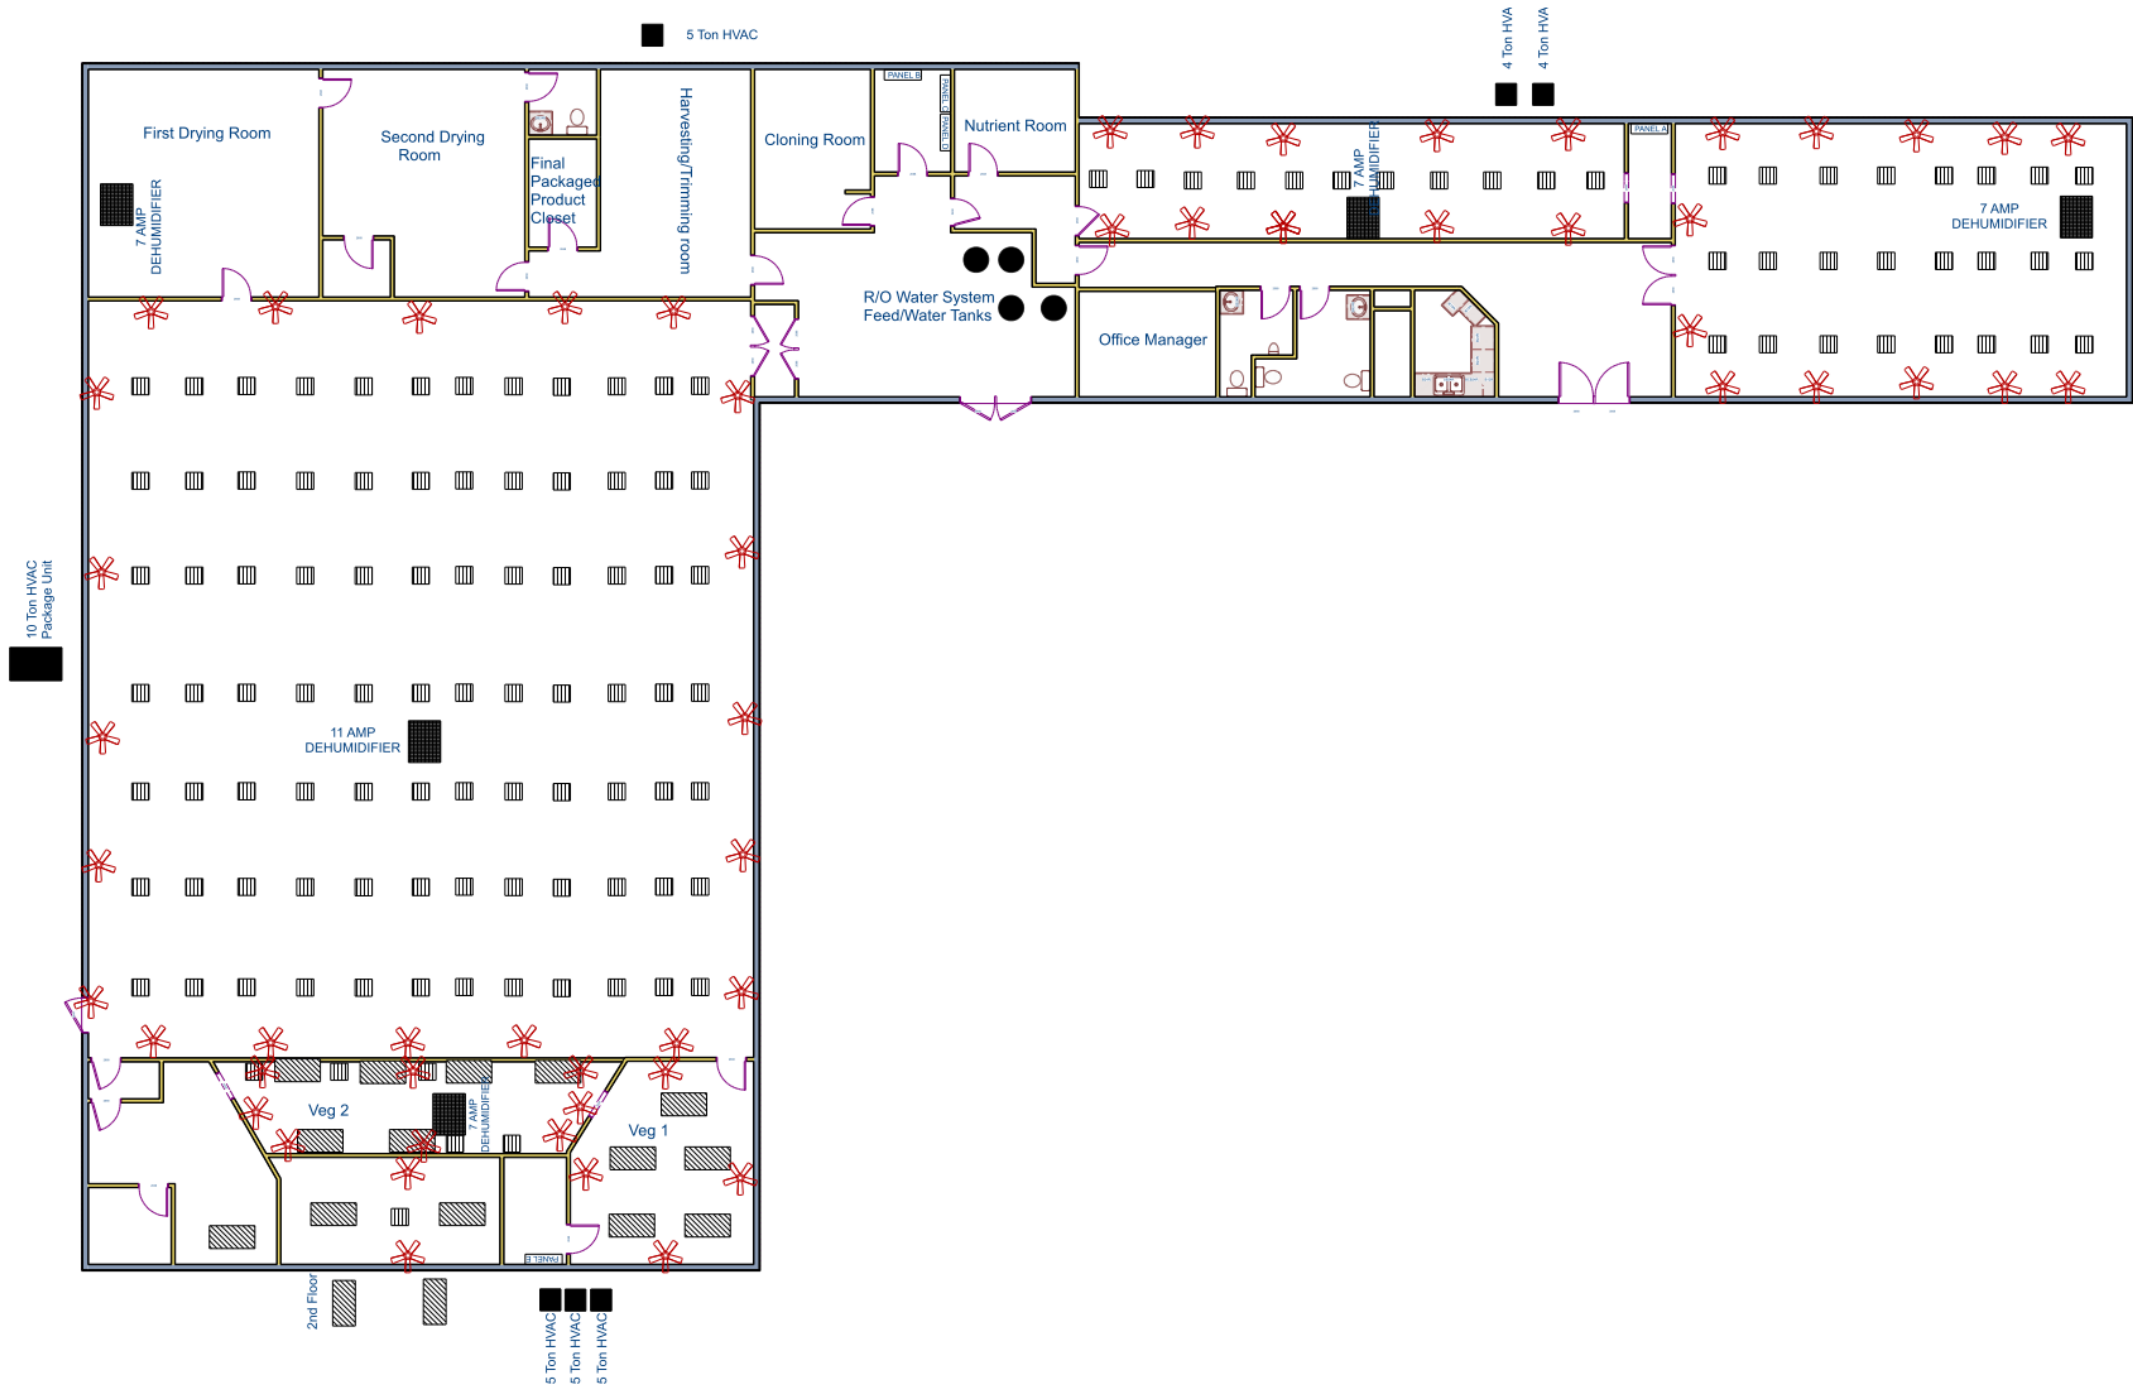 5 Ton HVAC
4 Ton HVA
4 Ton HVA
PANEL B
PANEL C
PANEL D
PANEL A
First Drying Room
Second Drying
Room
Final
Packaged
Product
Closet
Harvesting/Trimming room
Cloning Room
Nutrient Room
7 AMP
DEHUMIDIFIER
7 AMP
DEHUMIDIFIER
7 AMP
DEHUMIDIFIER
R/O Water System
Feed/Water Tanks
Office Manager
10 Ton HVAC
Package Unit
11 AMP
DEHUMIDIFIER
Veg 2
7 AMP
DEHUMIDIFIER
Veg 1
PANEL E
2nd Floor
5 Ton HVAC
5 Ton HVAC
5 Ton HVAC